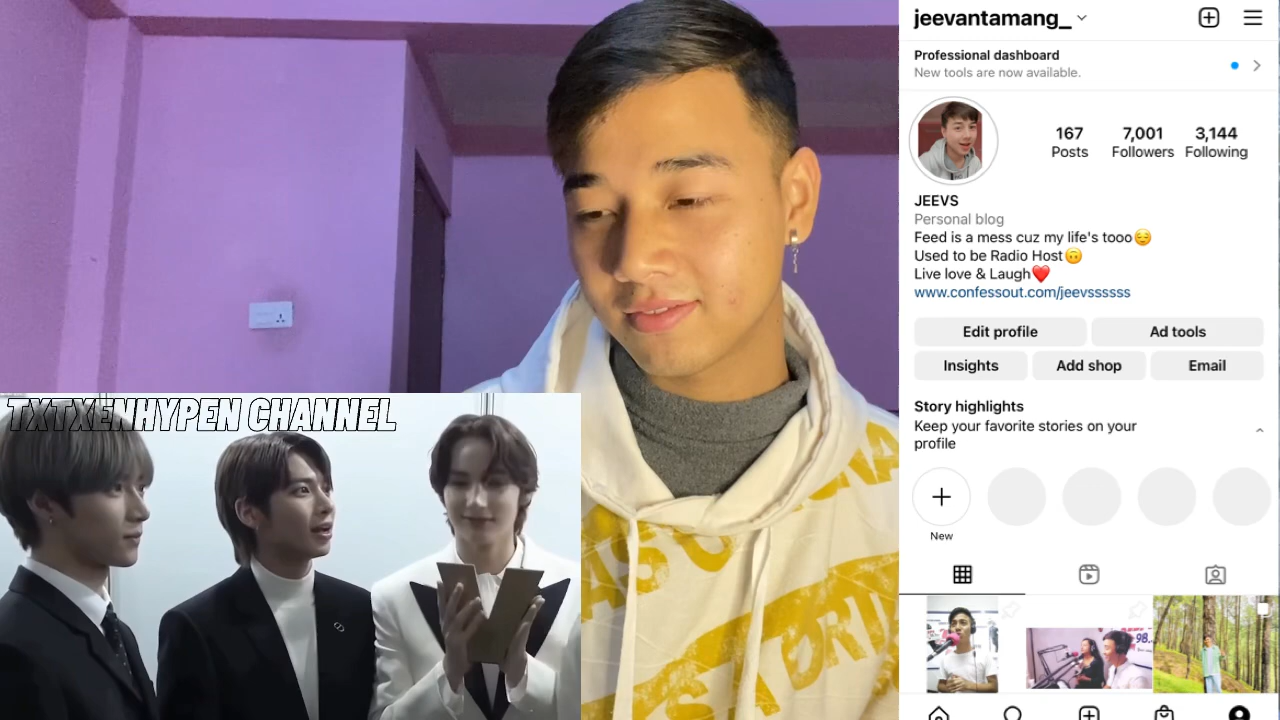 TXTXENHYPEN CHANNEL
jeevantamang_
Professional dashboard
New tools are now available.
167
7,001
3,144
Posts
Followers
Following
JEEVS
Personal blog
Feed is a mess cuz my life's tooo😌
Used to be Radio Host🙃
Live love & Laugh❤️
www.confessout.com/jeevssssss
Edit profile
Ad tools
Insights
Add shop
Email
Story highlights
Keep your favorite stories on your
profile
New
98.